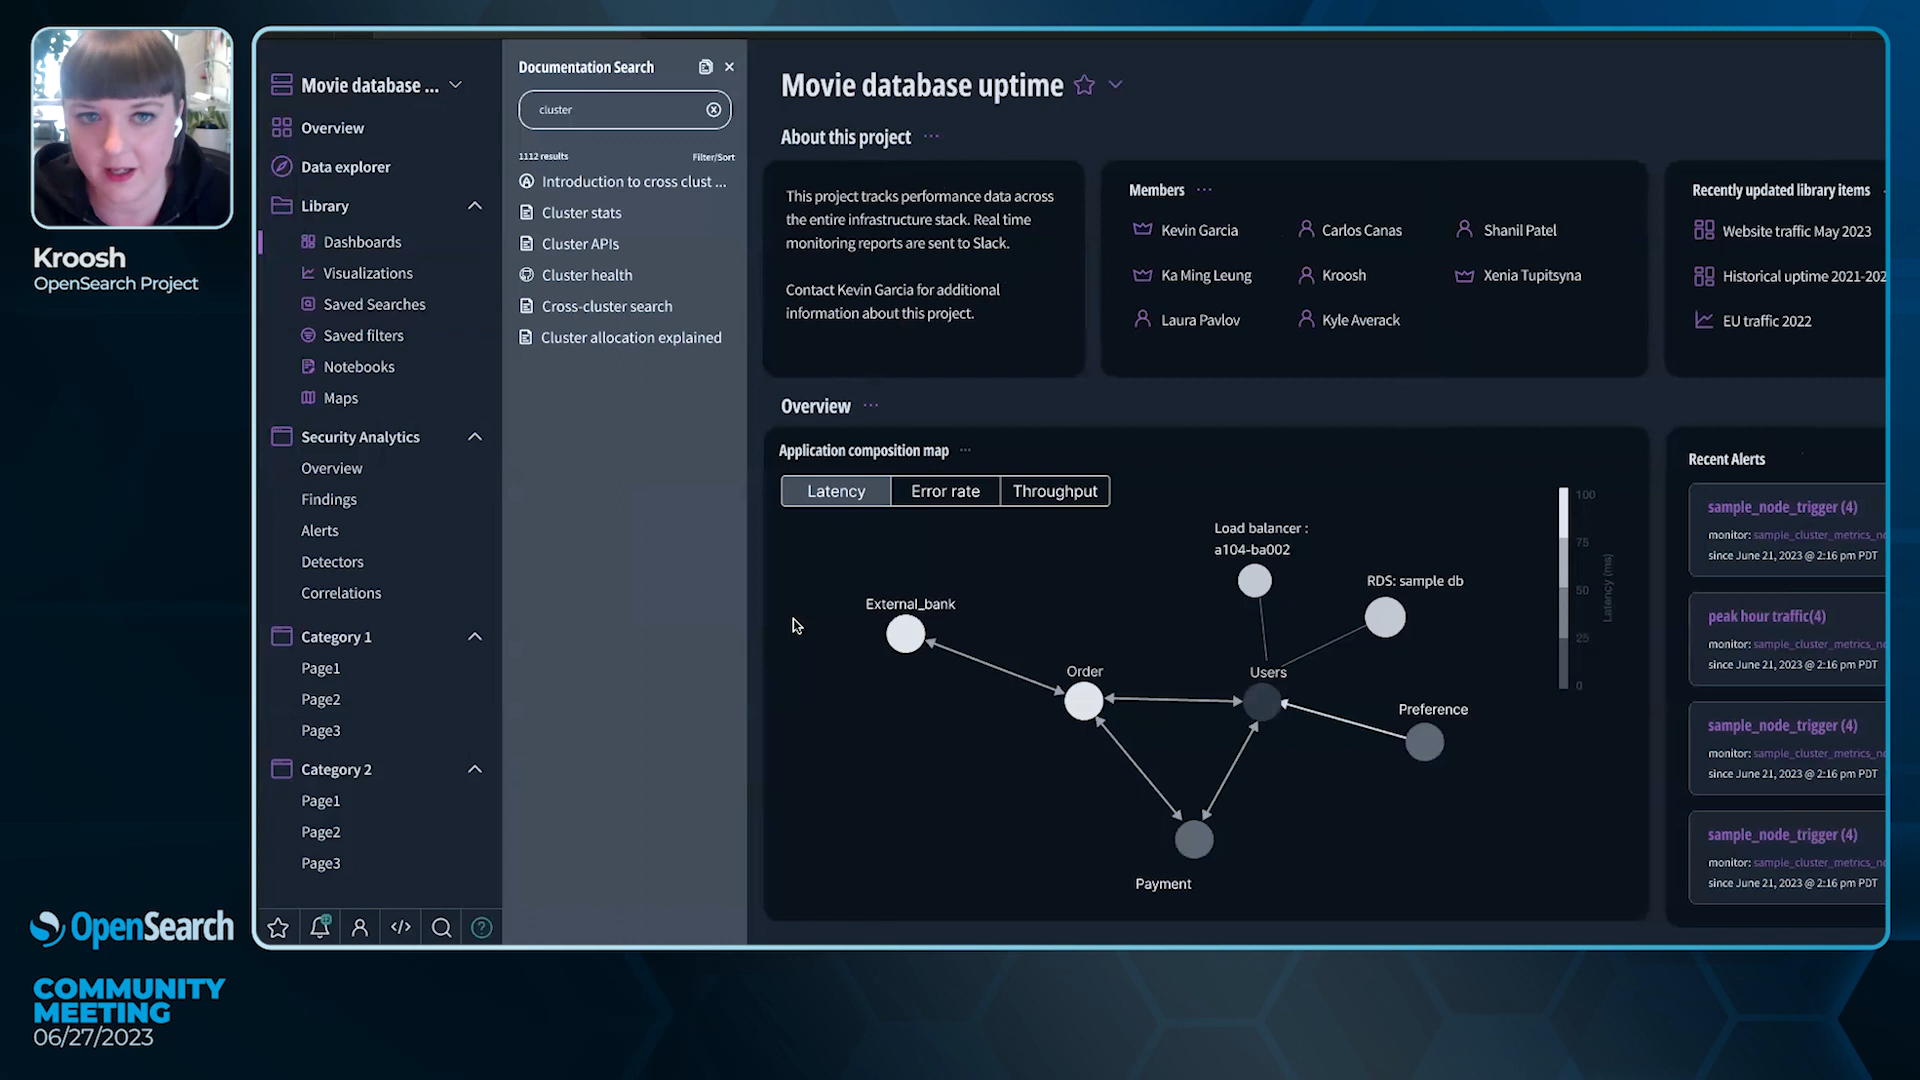 Kroosh
OpenSearch Project
OpenSearch
COMMUNITY
MEETING
06/27/2023
Movie database ...
Overview
Data explorer
Library
Dashboards
Visualizations
Saved Searches
Saved filters
Notebooks
Maps
Security Analytics
Overview
Findings
Alerts
Detectors
Correlations
Category 1
Page1
Page2
Page3
Category 2
Page1
Page2
Page3
Documentation Search
cluster
1112 results
Filter/Sort
Introduction to cross clust ...
Cluster stats
Cluster APIs
Cluster health
Cross-cluster search
Cluster allocation explained
Movie database uptime
About this project ...
This project tracks performance data across
the entire infrastructure stack. Real time
monitoring reports are sent to Slack.
Contact Kevin Garcia for additional
information about this project.
Members ...
Kevin Garcia
Carlos Canas
Shanil Patel
Ka Ming Leung
Kroosh
Xenia Tupitsyna
Laura Pavlov
Kyle Averack
Recently updated library items
Website traffic May 2023
Historical uptime 2021-202
EU traffic 2022
Overview ...
Application composition map ...
Latency
Error rate
Throughput
Load balancer :
a104-ba002
RDS: sample db
External_bank
Order
Users
Preference
Payment
100
75
50
25
0
Latency (ms)
Recent Alerts
sample_node_trigger (4)
monitor: sample_cluster_metrics_no
since June 21, 2023 @ 2:16 pm PDT
peak hour traffic(4)
monitor: sample_cluster_metrics_no
since June 21, 2023 @ 2:16 pm PDT
sample_node_trigger (4)
monitor: sample_cluster_metrics_no
since June 21, 2023 @ 2:16 pm PDT
sample_node_trigger (4)
monitor: sample_cluster_metrics_no
since June 21, 2023 @ 2:16 pm PDT